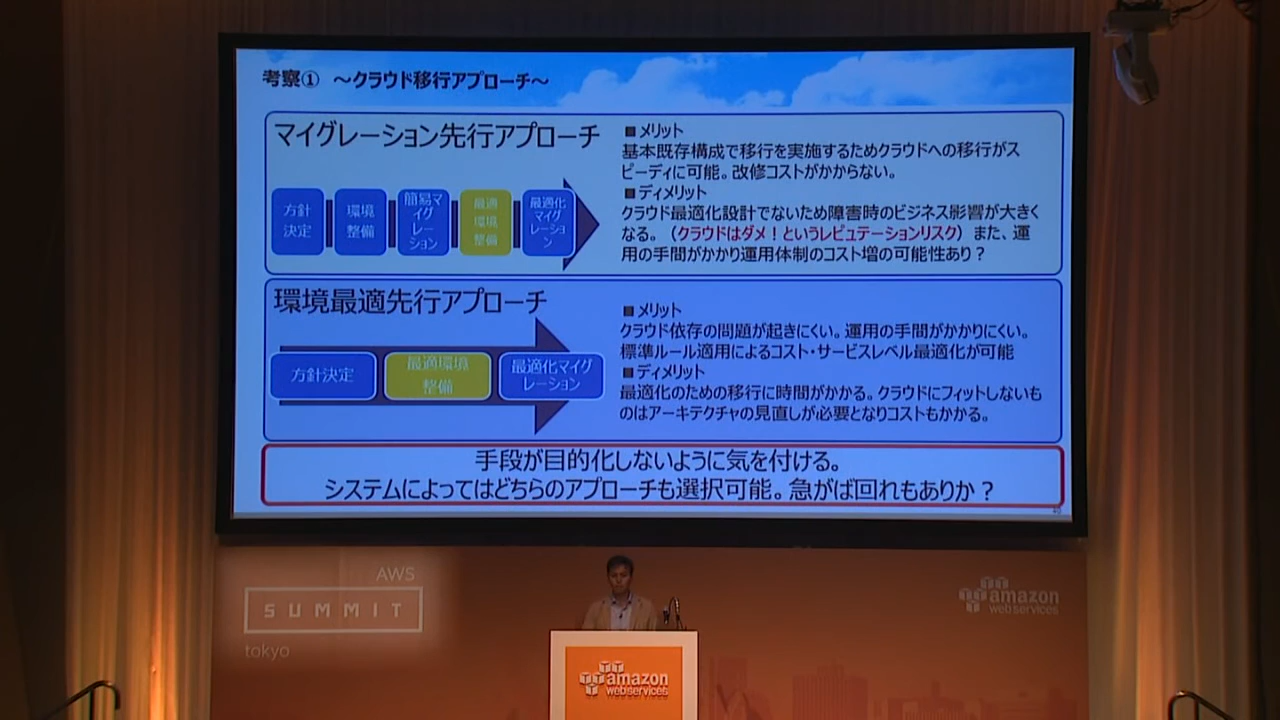 考察① ～クラウド移行アプローチ～
マイグレーション先行アプローチ
方針
決定
環境
整備
簡易マ
イグ
レー
ション
最適
環境
整備
最適化
マイグ
レーショ
ン
■メリット
基本既存構成で移行を実施するためクラウドへの移行がス
ピーディに可能。改修コストがかからない。
■ディメリット
クラウド最適化設計でないため障害時のビジネス影響が大きく
なる。（クラウドはダメ！というレピュテーションリスク）また、運
用の手間がかかり運用体制のコスト増の可能性あり？
環境最適先行アプローチ
方針決定
最適環境
整備
最適化マイグ
レーション
■メリット
クラウド依存の問題が起きにくい。運用の手間がかかりにくい。
標準ルール適用によるコスト・サービスレベル最適化が可能
■ディメリット
最適化のための移行に時間がかかる。クラウドにフィットしないも
のはアーキテクチャの見直しが必要となりコストもかかる。
手段が目的化しないように気を付ける。
システムによってはどちらのアプローチも選択可能。急がば回れもありか？
40
AWS
SUMMIT
tokyo
amazon
webservices
amazon
webservices